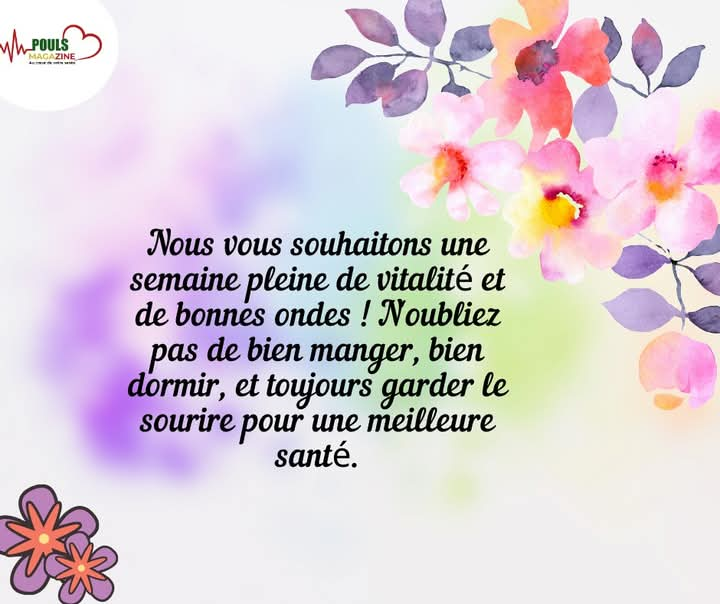 POULS
MAGAZINE
Au cœur de votre santé
Nous vous souhaitons une
semaine pleine de vitalité et
de bonnes ondes ! N'oubliez
pas de bien manger, bien
dormir, et toujours garder le
sourire pour une meilleure
santé.